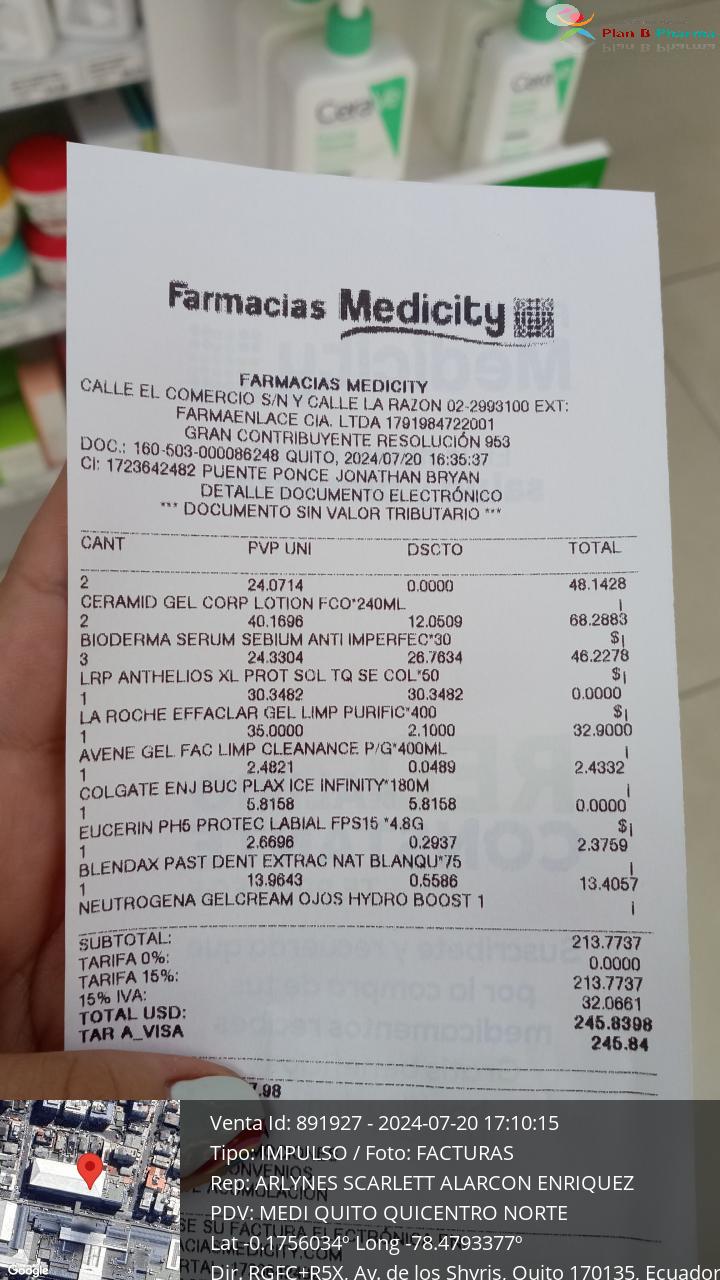 Plan B Pharma
CeraVe
Farmacias Medicity
FARMACIAS MEDICITY
CALLE EL COMERCIO S/N Y CALLE LA RAZON 02-2993100 EXT:
FARMAENLACE CIA. LTDA 1791984722001
GRAN CONTRIBUYENTE RESOLUCIÓN 953
DOC.: 160-503-000086248 QUITO, 2024/07/20 16:35:37
CI: 1723642482 PUENTE PONCE JONATHAN BRYAN
DETALLE DOCUMENTO ELECTRÓNICO
*** DOCUMENTO SIN VALOR TRIBUTARIO ***
CANT PVP UNI DSCTO TOTAL
2 24.0714 0.0000 48.1428
CERAMID GEL CORP LOTION FCO*240ML |
2 40.1696 12.0509 68.2883
BIODERMA SERUM SEBIUM ANTI IMPERFEC*30 $|
3 24.3304 26.7634 46.2278
LRP ANTHELIOS XL PROT SOL TQ SE COL*50 $|
1 30.3482 30.3482 0.0000
LA ROCHE EFFACLAR GEL LIMP PURIFIC*400 $|
1 35.0000 2.1000 32.9000
AVENE GEL FAC LIMP CLEANANCE P/G*400ML |
1 2.4821 0.0489 2.4332
COLGATE ENJ BUC PLAX ICE INFINITY*180M |
1 5.8158 5.8158 0.0000
EUCERIN PH5 PROTEC LABIAL FPS15 *4.8G $|
1 2.6696 0.2937 2.3759
BLENDAX PAST DENT EXTRAC NAT BLANQU*75 |
1 13.9643 0.5586 13.4057
NEUTROGENA GELCREAM OJOS HYDRO BOOST 1 |
SUBTOTAL: 213.7737
TARIFA 0%: 0.0000
TARIFA 15%: 213.7737
15% IVA: 32.0661
TOTAL USD: 245.8398
TAR A_VISA 245.84
7.98
Venta Id: 891927 - 2024-07-20 17:10:15
Tipo: IMPULSO / Foto: FACTURAS
Rep: ARLYNES SCARLETT ALARCON ENRIQUEZ
PDV: MEDI QUITO QUICENTRO NORTE
Lat -0.1756034º Long -78.4793377º
Dir. RGFC+R5X, Av. de los Shyris, Quito 170135, Ecuador
Google